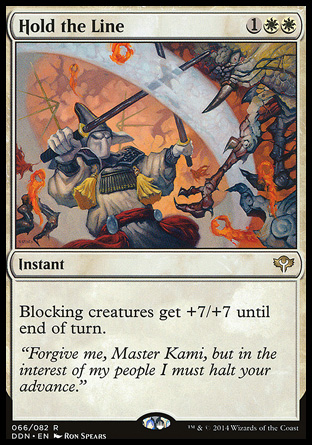 Hold the Line 1
Instant
Blocking creatures get +7/+7 until
end of turn.
“Forgive me, Master Kami, but in the
interest of my people I must halt your
advance.”
066/082 R
DDN • EN Ron Spears
™ & © 2014 Wizards of the Coast